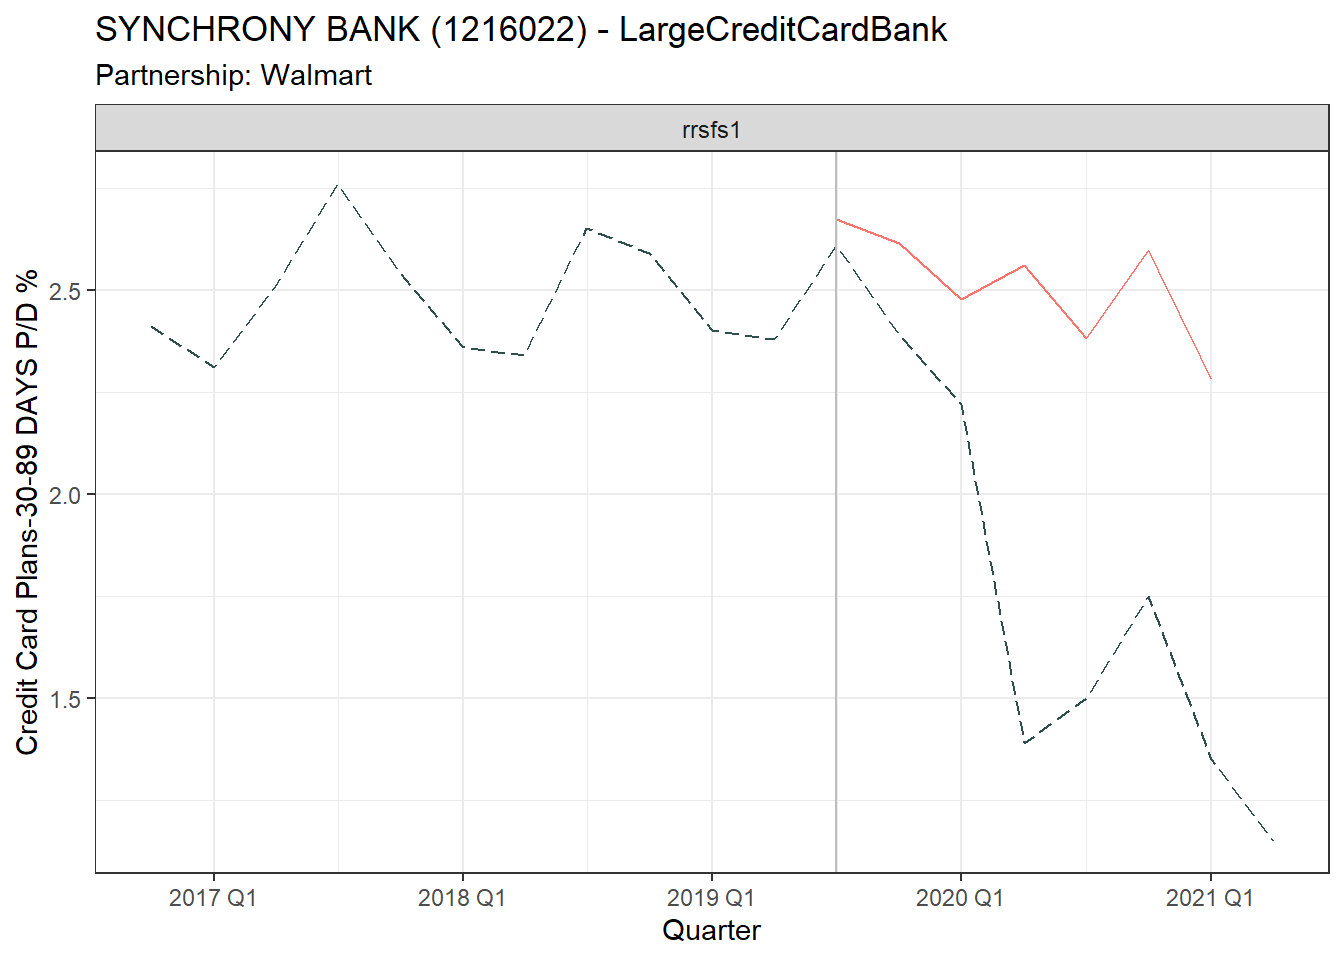 SYNCHRONY BANK (1216022) - LargeCreditCardBank
Partnership: Walmart
rrsfs1
Credit Card Plans-30-89 DAYS P/D %
2.5
2.0
1.5
2017 Q1
2018 Q1
2019 Q1
2020 Q1
2021 Q1
Quarter